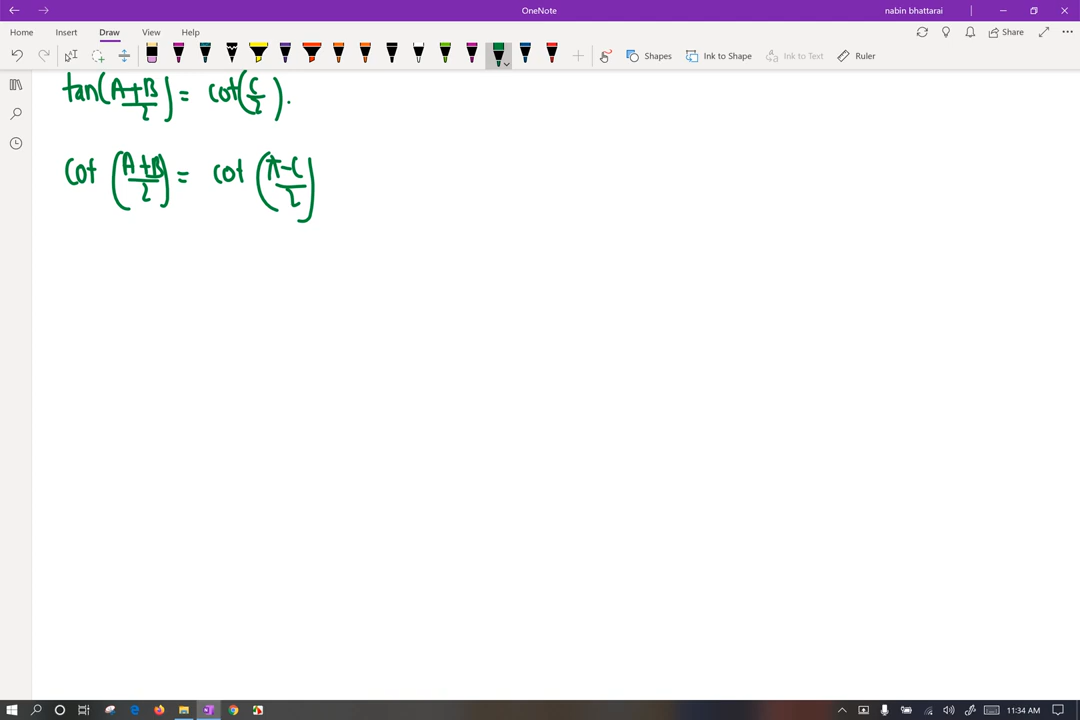 OneNote
nabin bhattarai
Home Insert Draw View Help
Share
Shapes Ink to Shape Ink to Text Ruler
tan(A+B/2) = cot(C/2).
cot (A+B/2) = cot (π-C/2)
11:34 AM